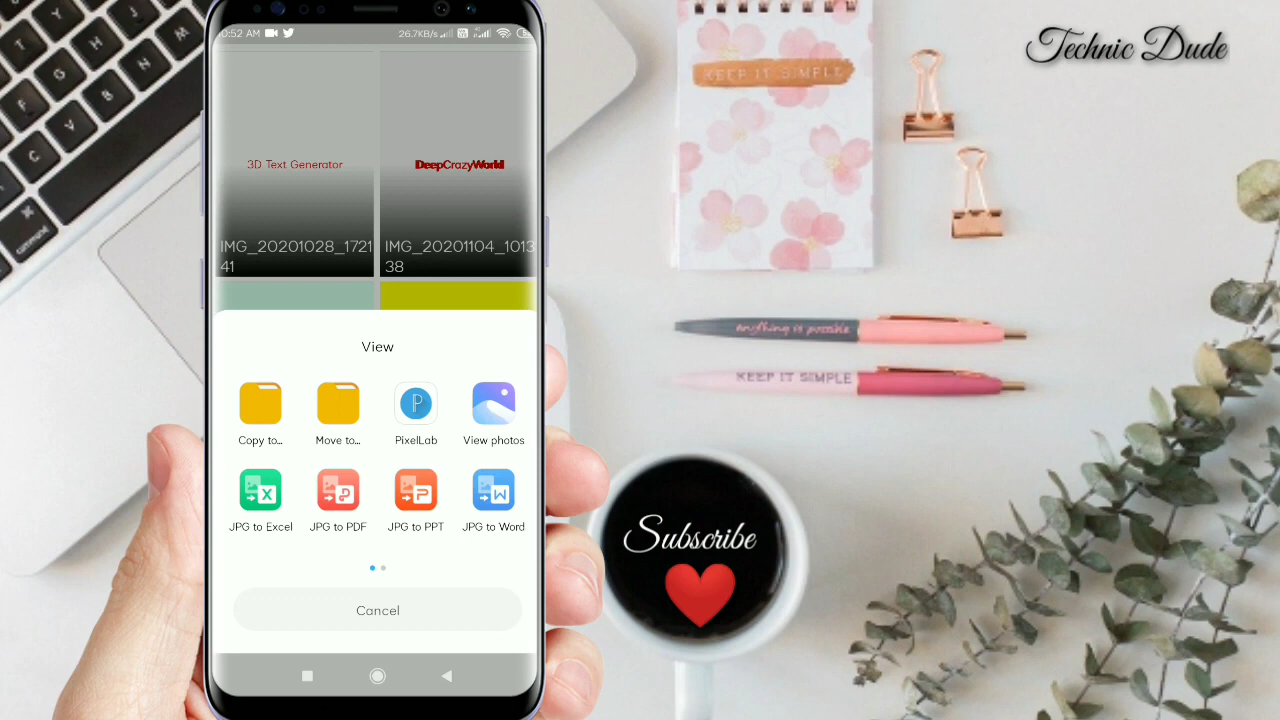 Technic Dude
10:52 AM
26.7KB/s
3D Text Generator
DeepCrazyWorld
IMG_20201028_1721
41
IMG_20201104_1013
38
View
Copy to...
Move to...
PixelLab
View photos
JPG to Excel
JPG to PDF
JPG to PPT
JPG to Word
Cancel
KEEP IT SIMPLE
anything is possible
KEEP IT SIMPLE
Subscribe
T
Y
G
H
F
B
N
V
M
C
X
⌘
command